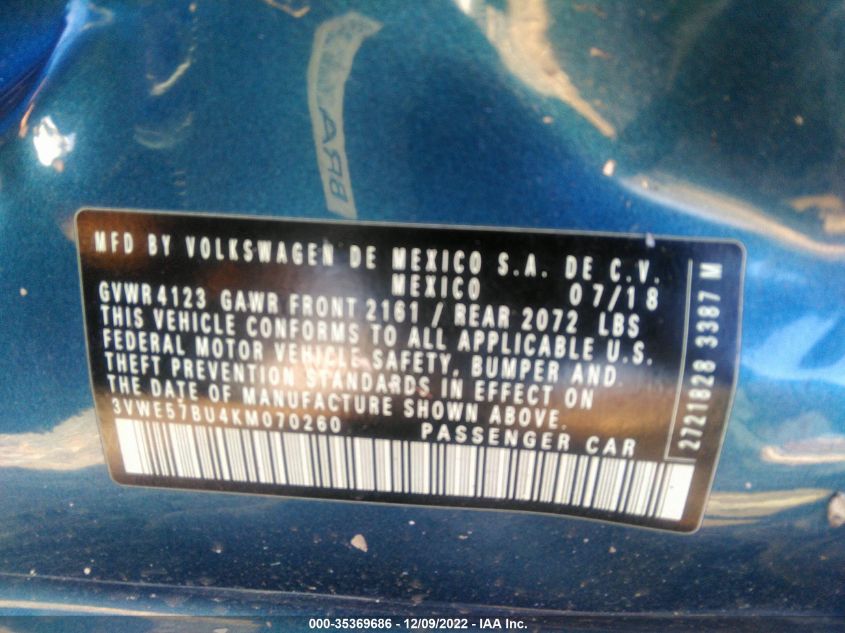 BRA
MFD BY VOLKSWAGEN DE MEXICO S.A. DE C.V.
MEXICO 07/18
GVWR 4123 GAWR FRONT 2161 / REAR 2072 LBS
THIS VEHICLE CONFORMS TO ALL APPLICABLE U.S.
FEDERAL MOTOR VEHICLE SAFETY, BUMPER AND
THEFT PREVENTION STANDARDS IN EFFECT ON
THE DATE OF MANUFACTURE SHOWN ABOVE.
3VWE57BU4KM070260 PASSENGER CAR
2721828 3387 M
000-35369686 - 12/09/2022 - IAA Inc.